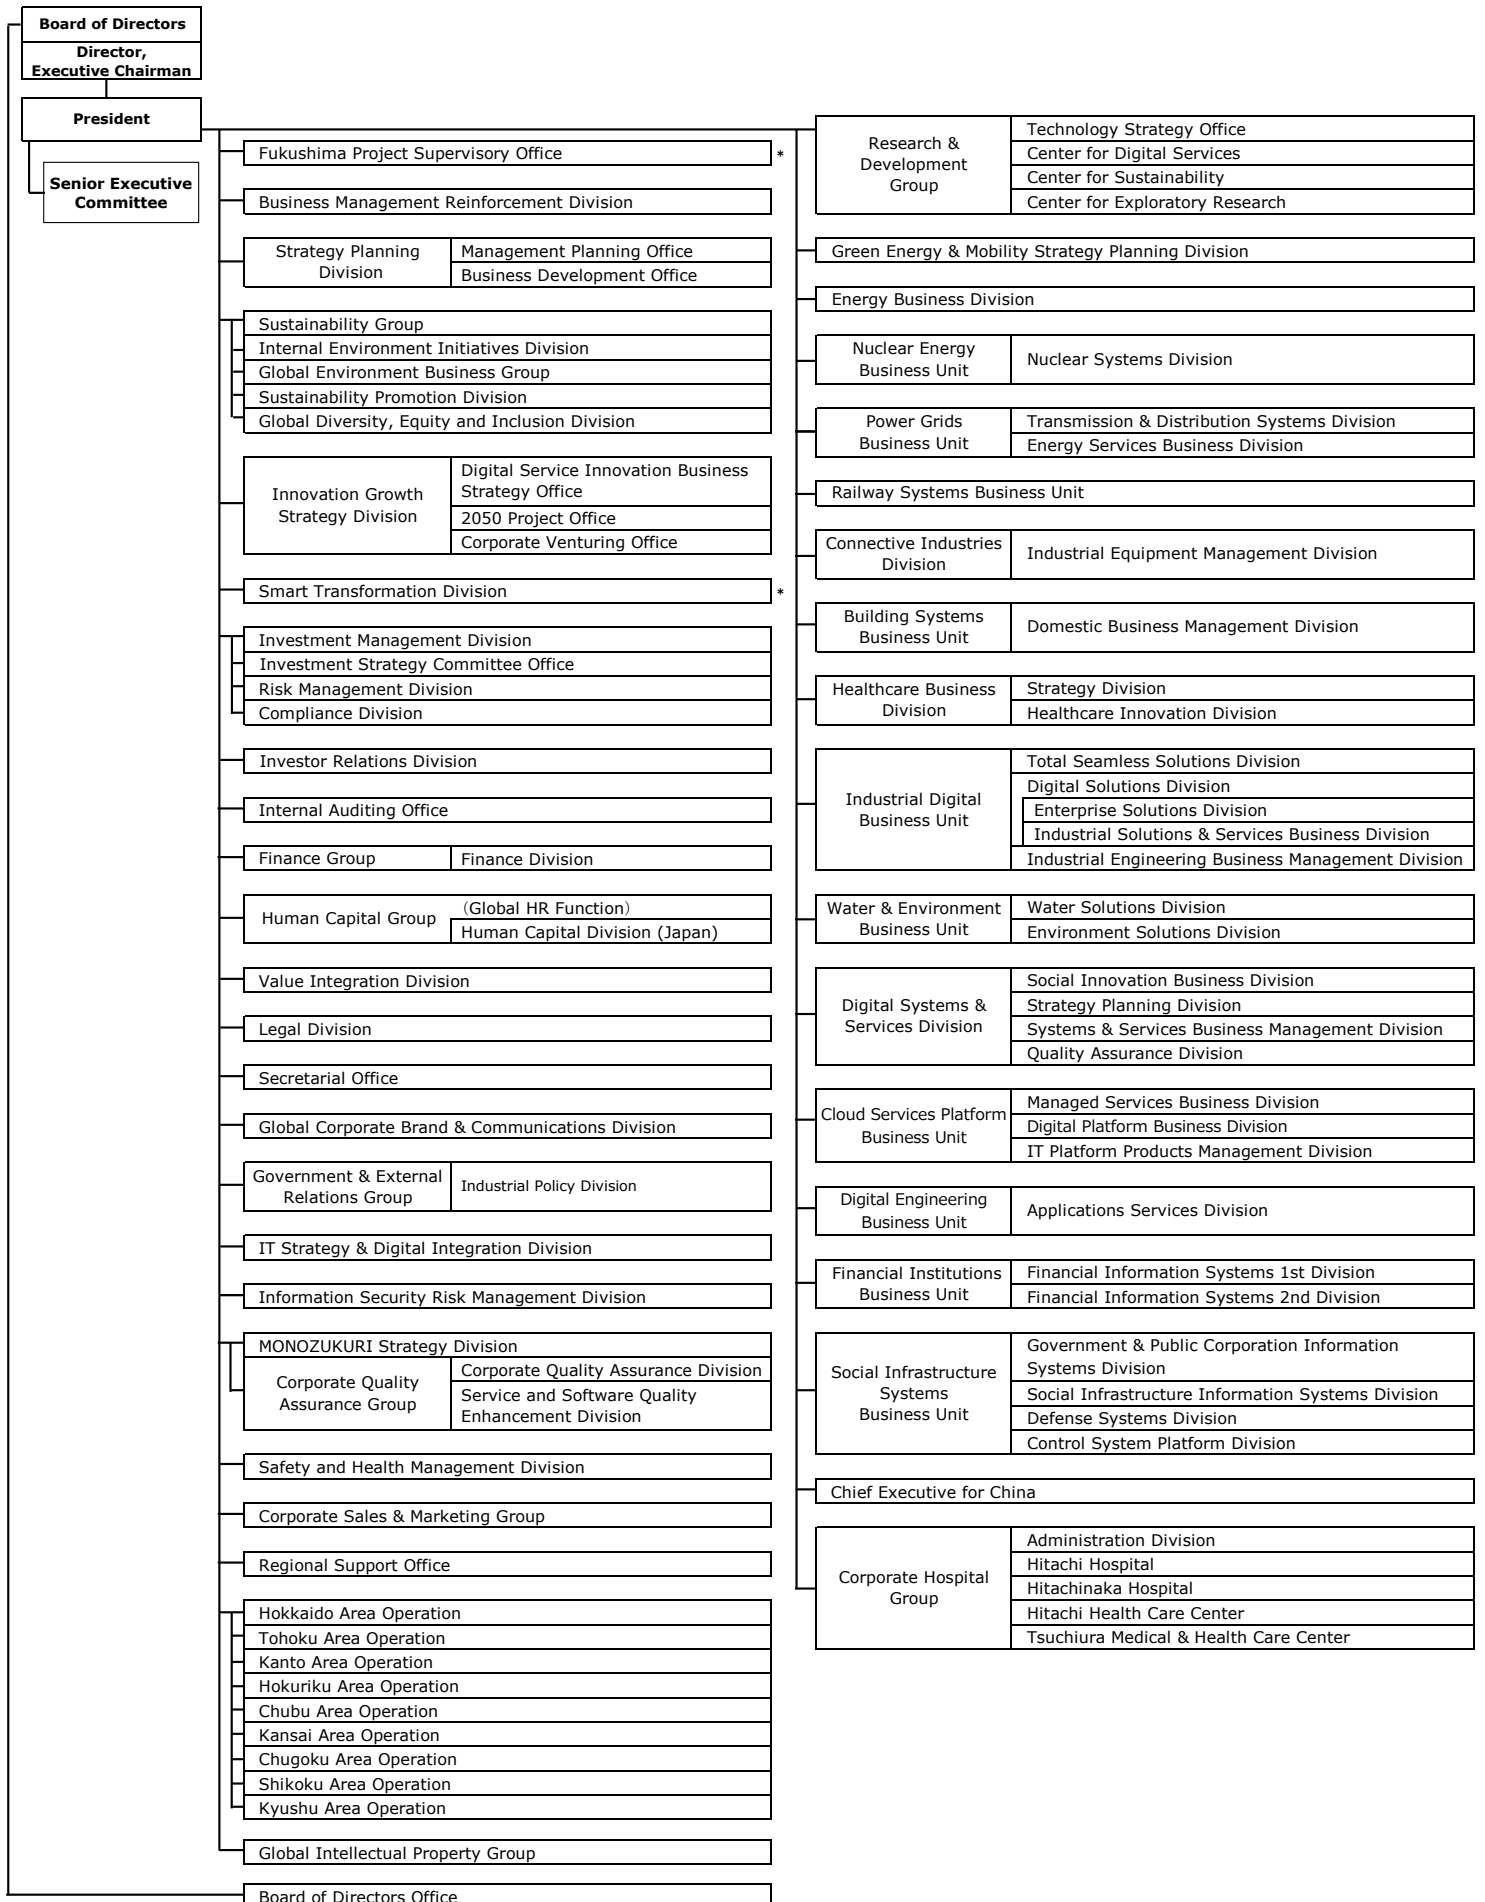 Board of Directors
Director,
Executive Chairman
President
Senior Executive
Committee
Fukushima Project Supervisory Office
*
Business Management Reinforcement Division
Strategy Planning
Division
Management Planning Office
Business Development Office
Sustainability Group
Internal Environment Initiatives Division
Global Environment Business Group
Sustainability Promotion Division
Global Diversity, Equity and Inclusion Division
Innovation Growth
Strategy Division
Digital Service Innovation Business
Strategy Office
2050 Project Office
Corporate Venturing Office
Smart Transformation Division
*
Investment Management Division
Investment Strategy Committee Office
Risk Management Division
Compliance Division
Investor Relations Division
Internal Auditing Office
Finance Group
Finance Division
Human Capital Group
（Global HR Function）
Human Capital Division (Japan)
Value Integration Division
Legal Division
Secretarial Office
Global Corporate Brand & Communications Division
Government & External
Relations Group
Industrial Policy Division
IT Strategy & Digital Integration Division
Information Security Risk Management Division
MONOZUKURI Strategy Division
Corporate Quality
Assurance Group
Corporate Quality Assurance Division
Service and Software Quality
Enhancement Division
Safety and Health Management Division
Corporate Sales & Marketing Group
Regional Support Office
Hokkaido Area Operation
Tohoku Area Operation
Kanto Area Operation
Hokuriku Area Operation
Chubu Area Operation
Kansai Area Operation
Chugoku Area Operation
Shikoku Area Operation
Kyushu Area Operation
Global Intellectual Property Group
Board of Directors Office
Research &
Development
Group
Technology Strategy Office
Center for Digital Services
Center for Sustainability
Center for Exploratory Research
Green Energy & Mobility Strategy Planning Division
Energy Business Division
Nuclear Energy
Business Unit
Nuclear Systems Division
Power Grids
Business Unit
Transmission & Distribution Systems Division
Energy Services Business Division
Railway Systems Business Unit
Connective Industries
Division
Industrial Equipment Management Division
Building Systems
Business Unit
Domestic Business Management Division
Healthcare Business
Division
Strategy Division
Healthcare Innovation Division
Industrial Digital
Business Unit
Total Seamless Solutions Division
Digital Solutions Division
Enterprise Solutions Division
Industrial Solutions & Services Business Division
Industrial Engineering Business Management Division
Water & Environment
Business Unit
Water Solutions Division
Environment Solutions Division
Digital Systems &
Services Division
Social Innovation Business Division
Strategy Planning Division
Systems & Services Business Management Division
Quality Assurance Division
Cloud Services Platform
Business Unit
Managed Services Business Division
Digital Platform Business Division
IT Platform Products Management Division
Digital Engineering
Business Unit
Applications Services Division
Financial Institutions
Business Unit
Financial Information Systems 1st Division
Financial Information Systems 2nd Division
Social Infrastructure
Systems
Business Unit
Government & Public Corporation Information
Systems Division
Social Infrastructure Information Systems Division
Defense Systems Division
Control System Platform Division
Chief Executive for China
Corporate Hospital
Group
Administration Division
Hitachi Hospital
Hitachinaka Hospital
Hitachi Health Care Center
Tsuchiura Medical & Health Care Center